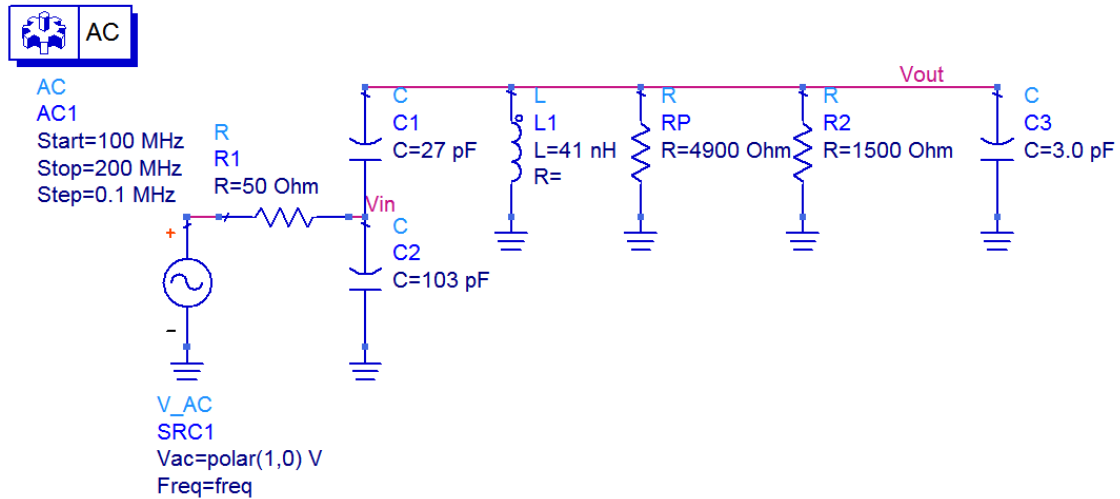 AC
AC
AC1
Start=100 MHz
Stop=200 MHz
Step=0.1 MHz
R
R1
R=50 Ohm
Vin
+
–
V_AC
SRC1
Vac=polar(1,0) V
Freq=freq
C
C1
C=27 pF
C
C2
C=103 pF
L
L1
L=41 nH
R=
R
RP
R=4900 Ohm
R
R2
R=1500 Ohm
Vout
C
C3
C=3.0 pF